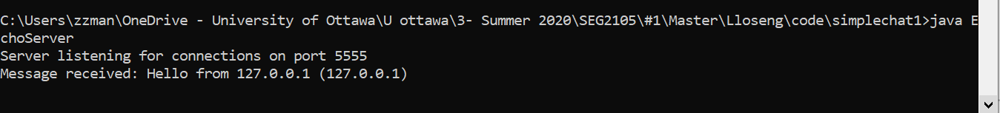 C:\Users\zzman\OneDrive - University of Ottawa\U ottawa\3- Summer 2020\SEG2105\#1\Master\Lloseng\code\simplechat1>java E
choServer
Server listening for connections on port 5555
Message received: Hello from 127.0.0.1 (127.0.0.1)